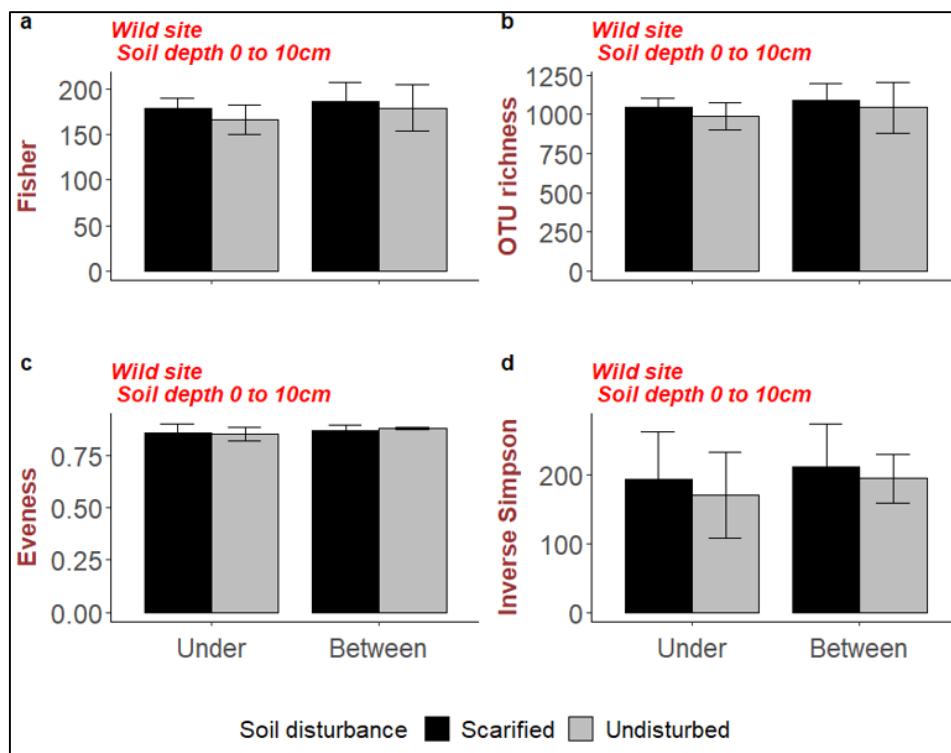 a
Wild site
Soil depth 0 to 10cm
Fisher
200
150
100
50
0
b
Wild site
Soil depth 0 to 10cm
OTU richness
1250
1000
750
500
250
0
c
Wild site
Soil depth 0 to 10cm
Eveness
0.75
0.50
0.25
0.00
Under
Between
d
Wild site
Soil depth 0 to 10cm
Inverse Simpson
200
100
0
Under
Between
Soil disturbance Scarified Undisturbed